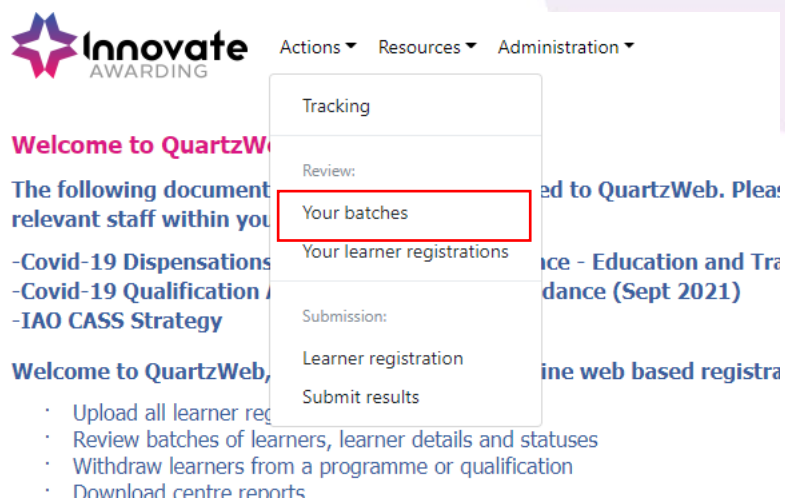 Innovate
AWARDING
Actions Resources Administration
Tracking
Review:
Your batches
Your learner registrations
Submission:
Learner registration
Submit results
Welcome to QuartzW
The following document ed to QuartzWeb. Pleas
relevant staff within you
-Covid-19 Dispensations nce - Education and Tra
-Covid-19 Qualification dance (Sept 2021)
-IAO CASS Strategy
Welcome to QuartzWeb, ine web based registra
· Upload all learner reg
· Review batches of learners, learner details and statuses
· Withdraw learners from a programme or qualification
· Download centre reports